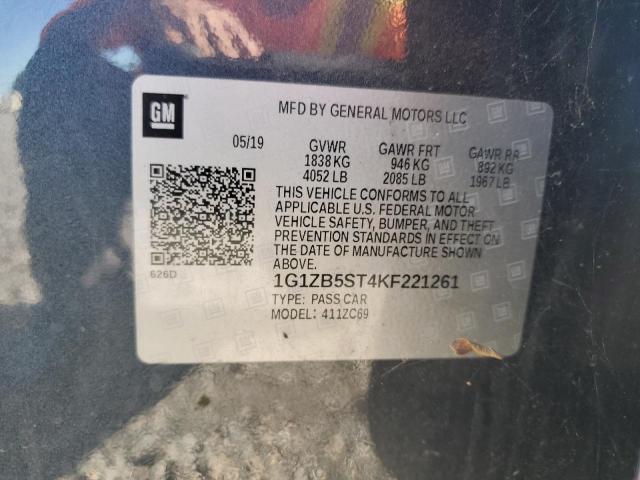 GM
MFD BY GENERAL MOTORS LLC
05/19 GVWR GAWR FRT GAWR RR
1838 KG 946 KG 892 KG
4052 LB 2085 LB 1967 LB
THIS VEHICLE CONFORMS TO ALL
APPLICABLE U.S. FEDERAL MOTOR
VEHICLE SAFETY, BUMPER, AND THEFT
PREVENTION STANDARDS IN EFFECT ON
THE DATE OF MANUFACTURE SHOWN
ABOVE.
626D
1G1ZB5ST4KF221261
TYPE: PASS CAR
MODEL: 411ZC69